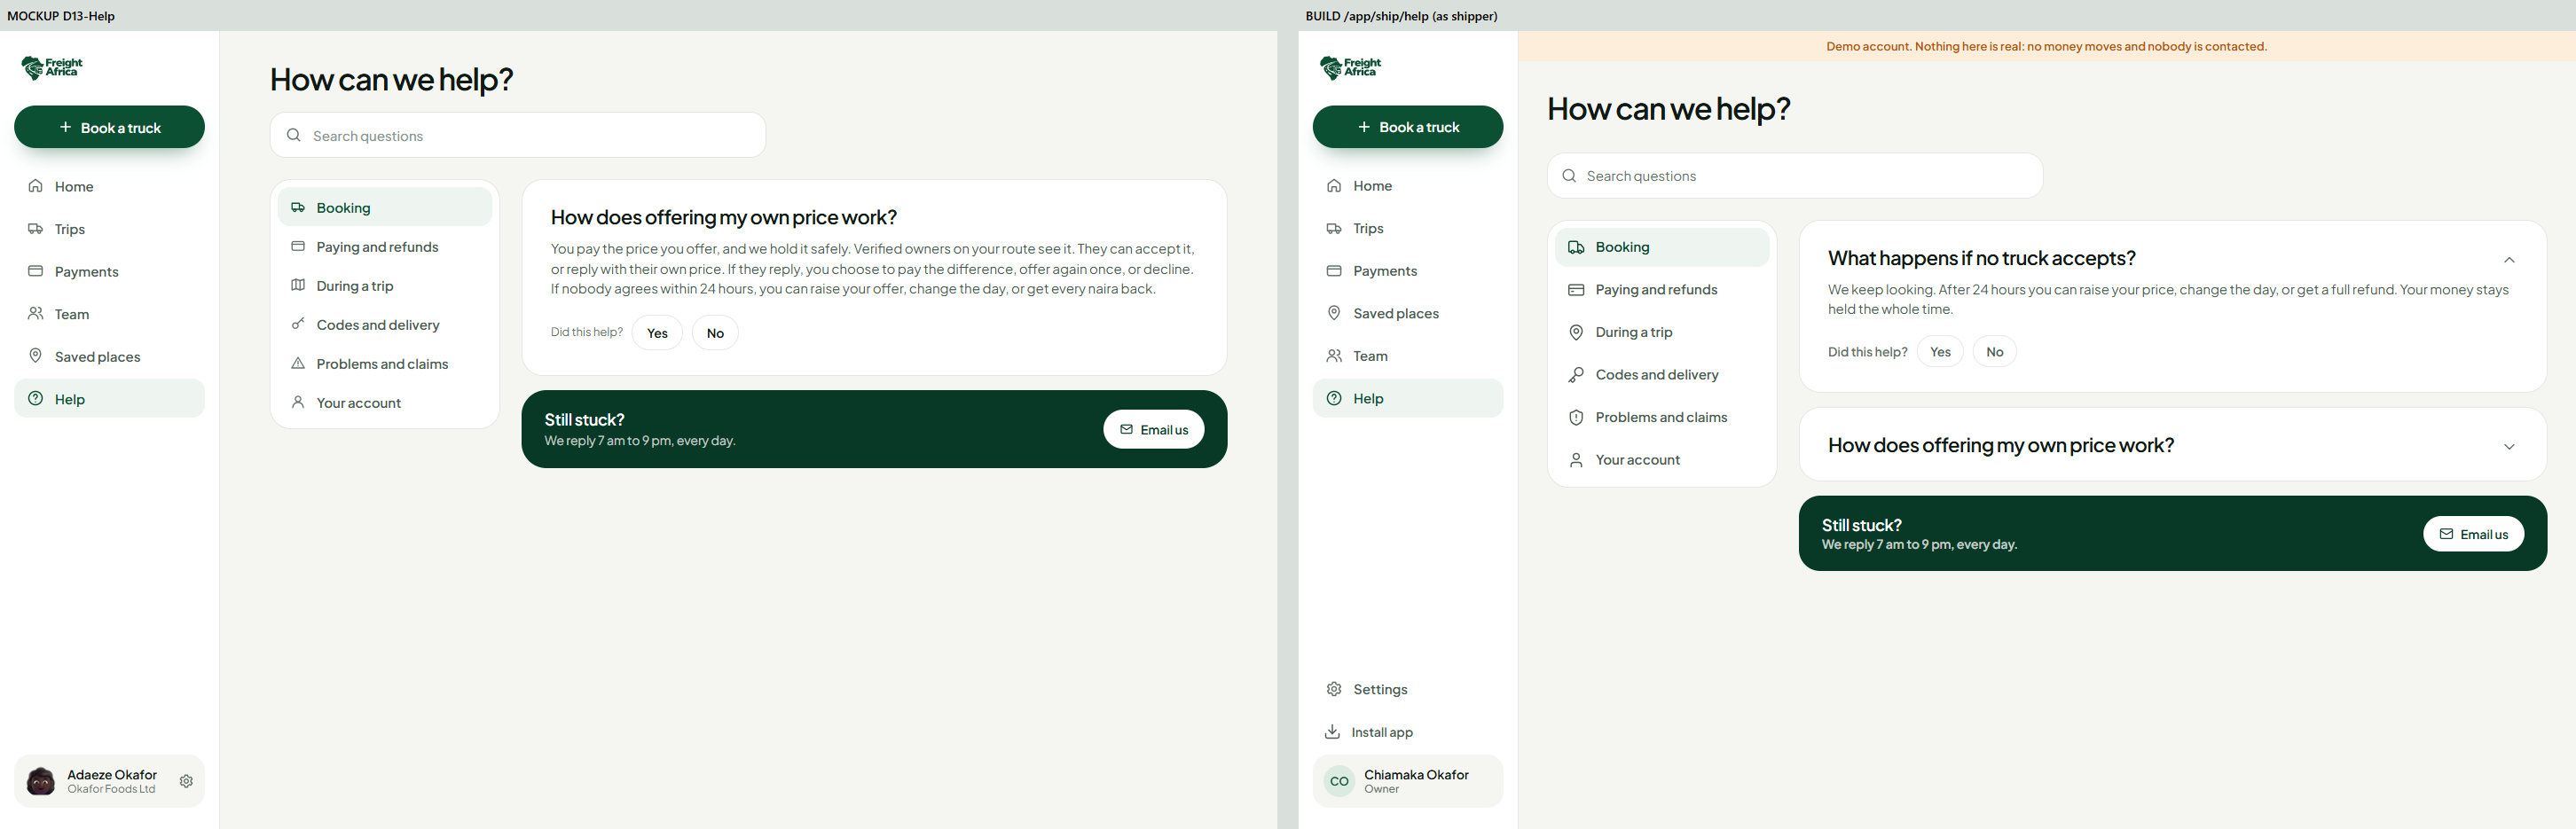 MOCKUP D13-Help
Freight
Africa
Book a truck
Home
Trips
Payments
Team
Saved places
Help
Adaeze Okafor
Okafor Foods Ltd
How can we help?
Search questions
Booking
Paying and refunds
During a trip
Codes and delivery
Problems and claims
Your account
How does offering my own price work?
You pay the price you offer, and we hold it safely. Verified owners on your route see it. They can accept it,
or reply with their own price. If they reply, you choose to pay the difference, offer again once, or decline.
If nobody agrees within 24 hours, you can raise your offer, change the day, or get every naira back.
Did this help? Yes No
Still stuck?
We reply 7 am to 9 pm, every day.
Email us
BUILD /app/ship/help (as shipper)
Freight
Africa
Book a truck
Home
Trips
Payments
Saved places
Team
Help
Settings
Install app
CO
Chiamaka Okafor
Owner
Demo account. Nothing here is real: no money moves and nobody is contacted.
How can we help?
Search questions
Booking
Paying and refunds
During a trip
Codes and delivery
Problems and claims
Your account
What happens if no truck accepts?
We keep looking. After 24 hours you can raise your price, change the day, or get a full refund. Your money stays
held the whole time.
Did this help? Yes No
How does offering my own price work?
Still stuck?
We reply 7 am to 9 pm, every day.
Email us